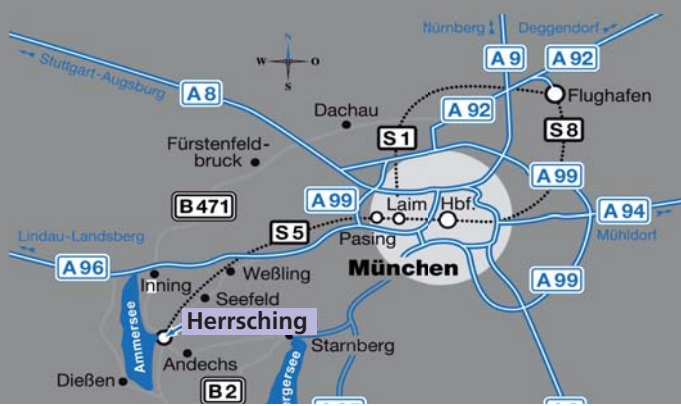 Nürnberg
Deggendorf
N
W
O
S
Stuttgart-Augsburg
A 8
A 9
A 92
Flughafen
A 92
Dachau
S 1
S 8
Fürstenfeld-
bruck
A 99
A 99
B 471
Laim
Hbf.
S 5
A 94
Pasing
Mühldorf
Lindau-Landsberg
München
A 96
Weßling
A 99
Inning
Seefeld
Herrsching
Ammersee
Starnberg
Andechs
Dießen
B 2